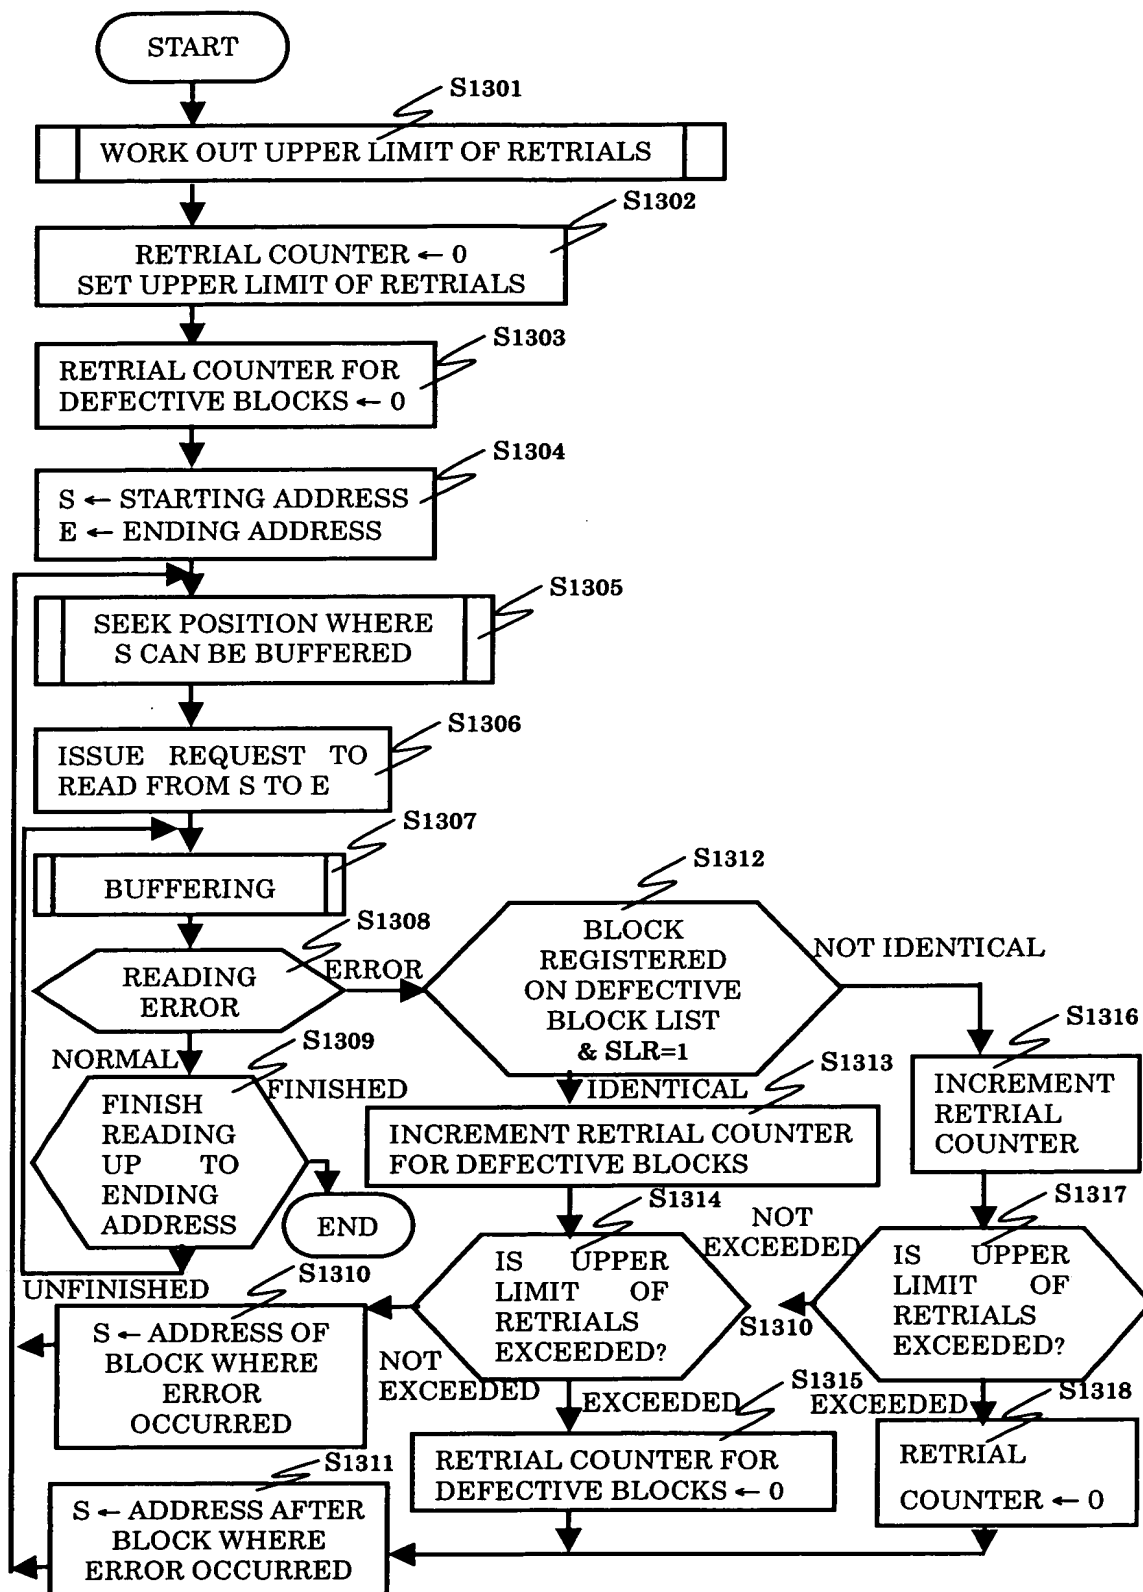 START
S1301
WORK OUT UPPER LIMIT OF RETRIALS
S1302
RETRIAL COUNTER ← 0
SET UPPER LIMIT OF RETRIALS
S1303
RETRIAL COUNTER FOR
DEFECTIVE BLOCKS ← 0
S1304
S ← STARTING ADDRESS
E ← ENDING ADDRESS
S1305
SEEK POSITION WHERE
S CAN BE BUFFERED
S1306
ISSUE REQUEST TO
READ FROM S TO E
S1307
BUFFERING
S1308
READING
ERROR
ERROR
NORMAL
S1309
FINISHED
FINISH
READING
UP TO
ENDING
ADDRESS
END
UNFINISHED
S1310
S ← ADDRESS OF
BLOCK WHERE
ERROR
OCCURRED
S1311
S ← ADDRESS AFTER
BLOCK WHERE
ERROR OCCURRED
S1312
BLOCK
REGISTERED
ON DEFECTIVE
BLOCK LIST
& SLR=1
NOT IDENTICAL
IDENTICAL
S1313
INCREMENT RETRIAL COUNTER
FOR DEFECTIVE BLOCKS
S1314
IS UPPER
LIMIT OF
RETRIALS
EXCEEDED?
NOT
EXCEEDED
EXCEEDED
S1315
RETRIAL COUNTER FOR
DEFECTIVE BLOCKS ← 0
S1316
INCREMENT
RETRIAL
COUNTER
S1317
IS UPPER
LIMIT OF
RETRIALS
EXCEEDED?
NOT
EXCEEDED
S1310
EXCEEDED
S1318
RETRIAL
COUNTER ← 0